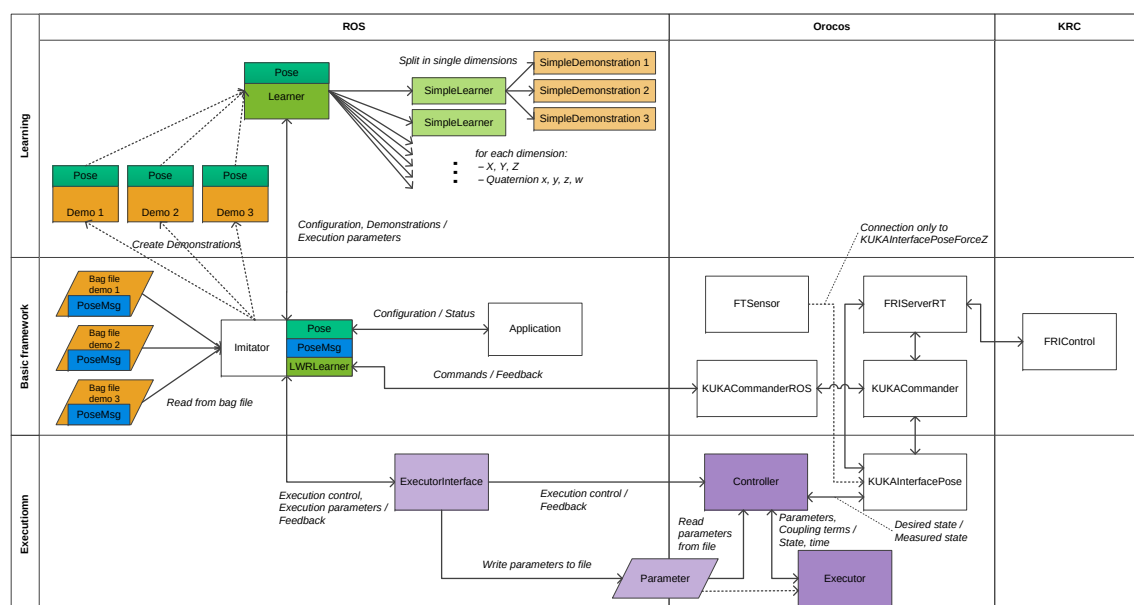 ROS
Orocos
KRC
Learning
Pose
Learner
Split in single dimensions
SimpleLearner
SimpleLearner
SimpleDemonstration 1
SimpleDemonstration 2
SimpleDemonstration 3
for each dimension:
– X, Y, Z
– Quaternion x, y, z, w
Pose
Demo 1
Pose
Demo 2
Pose
Demo 3
Create Demonstrations
Configuration, Demonstrations /
Execution parameters
Connection only to
KUKAInterfacePoseForceZ
Basic framework
Bag file
demo 1
PoseMsg
Bag file
demo 2
PoseMsg
Bag file
demo 3
PoseMsg
Read from bag file
Imitator
Pose
PoseMsg
LWRLearner
Configuration / Status
Application
Commands / Feedback
FTSensor
FRIServerRT
FRIControl
KUKACommanderROS
KUKACommander
Executionm
Execution control,
Execution parameters /
Feedback
ExecutorInterface
Execution control /
Feedback
Controller
KUKAInterfacePose
Read
parameters
from file
Parameters,
Coupling terms /
State, time
Desired state /
Measured state
Write parameters to file
Parameter
Executor